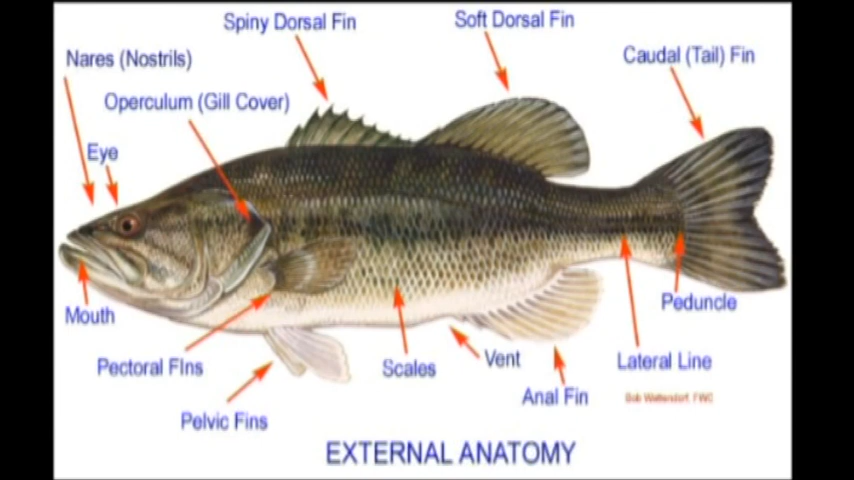 Spiny Dorsal Fin
Soft Dorsal Fin
Nares (Nostrils)
Caudal (Tail) Fin
Operculum (Gill Cover)
Eye
Mouth
Peduncle
Pectoral FIns
Scales
Vent
Lateral Line
Anal Fin
Pelvic Fins
EXTERNAL ANATOMY